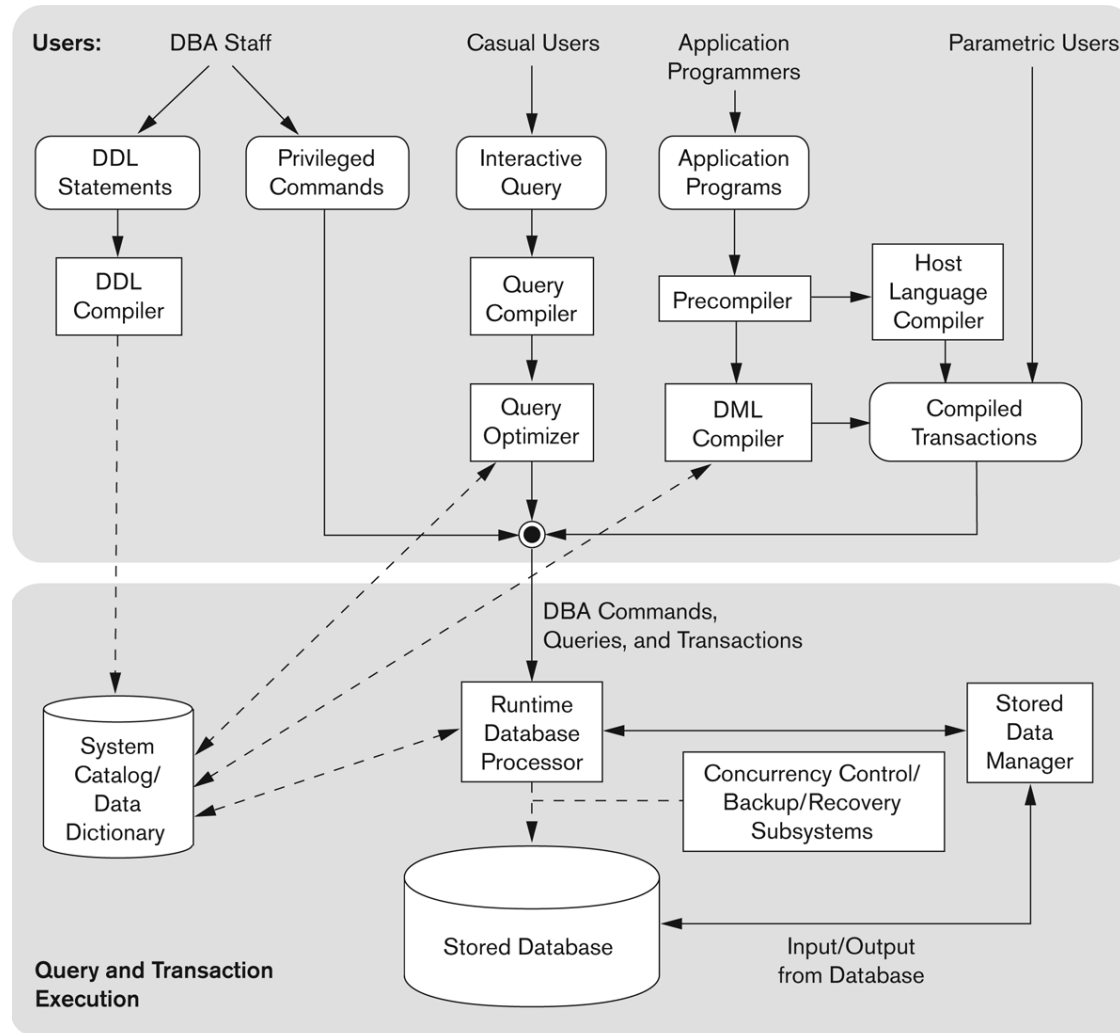 Users:
DBA Staff
Casual Users
Application
Programmers
Parametric Users
DDL
Statements
Privileged
Commands
Interactive
Query
Application
Programs
DDL
Compiler
Query
Compiler
Precompiler
Host
Language
Compiler
Query
Optimizer
DML
Compiler
Compiled
Transactions
DBA Commands,
Queries, and Transactions
System
Catalog/
Data
Dictionary
Runtime
Database
Processor
Stored
Data
Manager
Concurrency Control/
Backup/Recovery
Subsystems
Stored Database
Input/Output
from Database
Query and Transaction
Execution